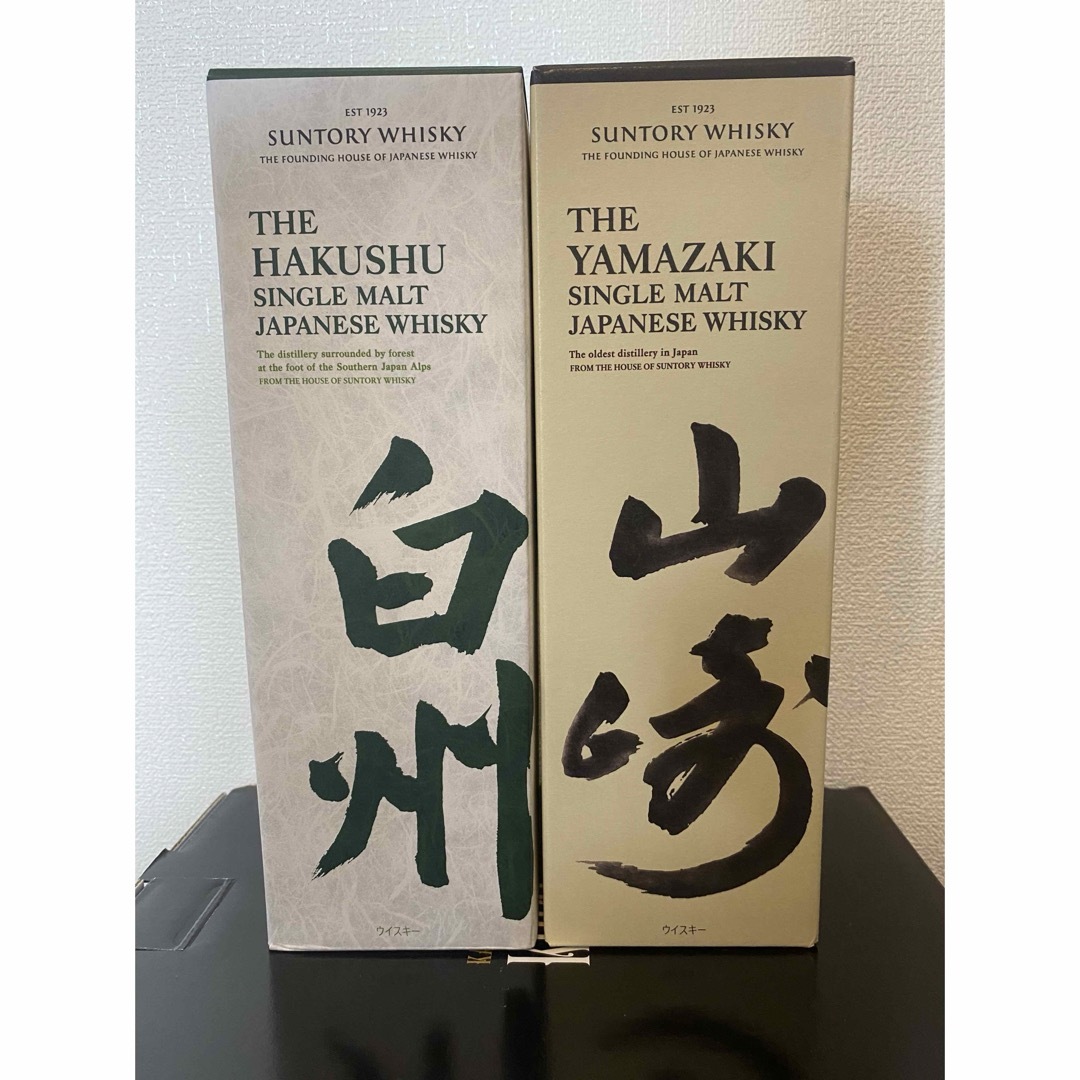 EST 1923
SUNTORY WHISKY
THE FOUNDING HOUSE OF JAPANESE WHISKY
THE
HAKUSHU
SINGLE MALT
JAPANESE WHISKY
The distillery surrounded by forest
at the foot of the Southern Japan Alps
FROM THE HOUSE OF SUNTORY WHISKY
白州
ウイスキー
EST 1923
SUNTORY WHISKY
THE FOUNDING HOUSE OF JAPANESE WHISKY
THE
YAMAZAKI
SINGLE MALT
JAPANESE WHISKY
The oldest distillery in Japan
FROM THE HOUSE OF SUNTORY WHISKY
山崎
ウイスキー